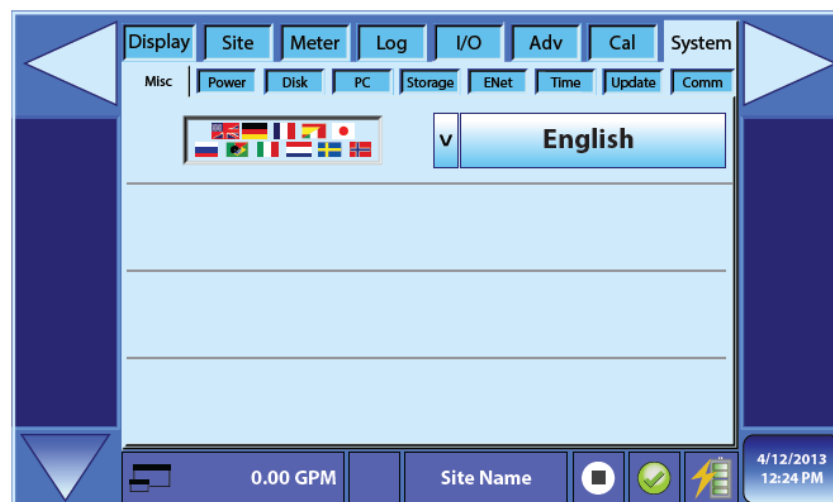 Display Site Meter Log I/O Adv Cal System
Misc Power Disk PC Storage ENet Time Update Comm
v English
0.00 GPM Site Name 4/12/2013
12:24 PM